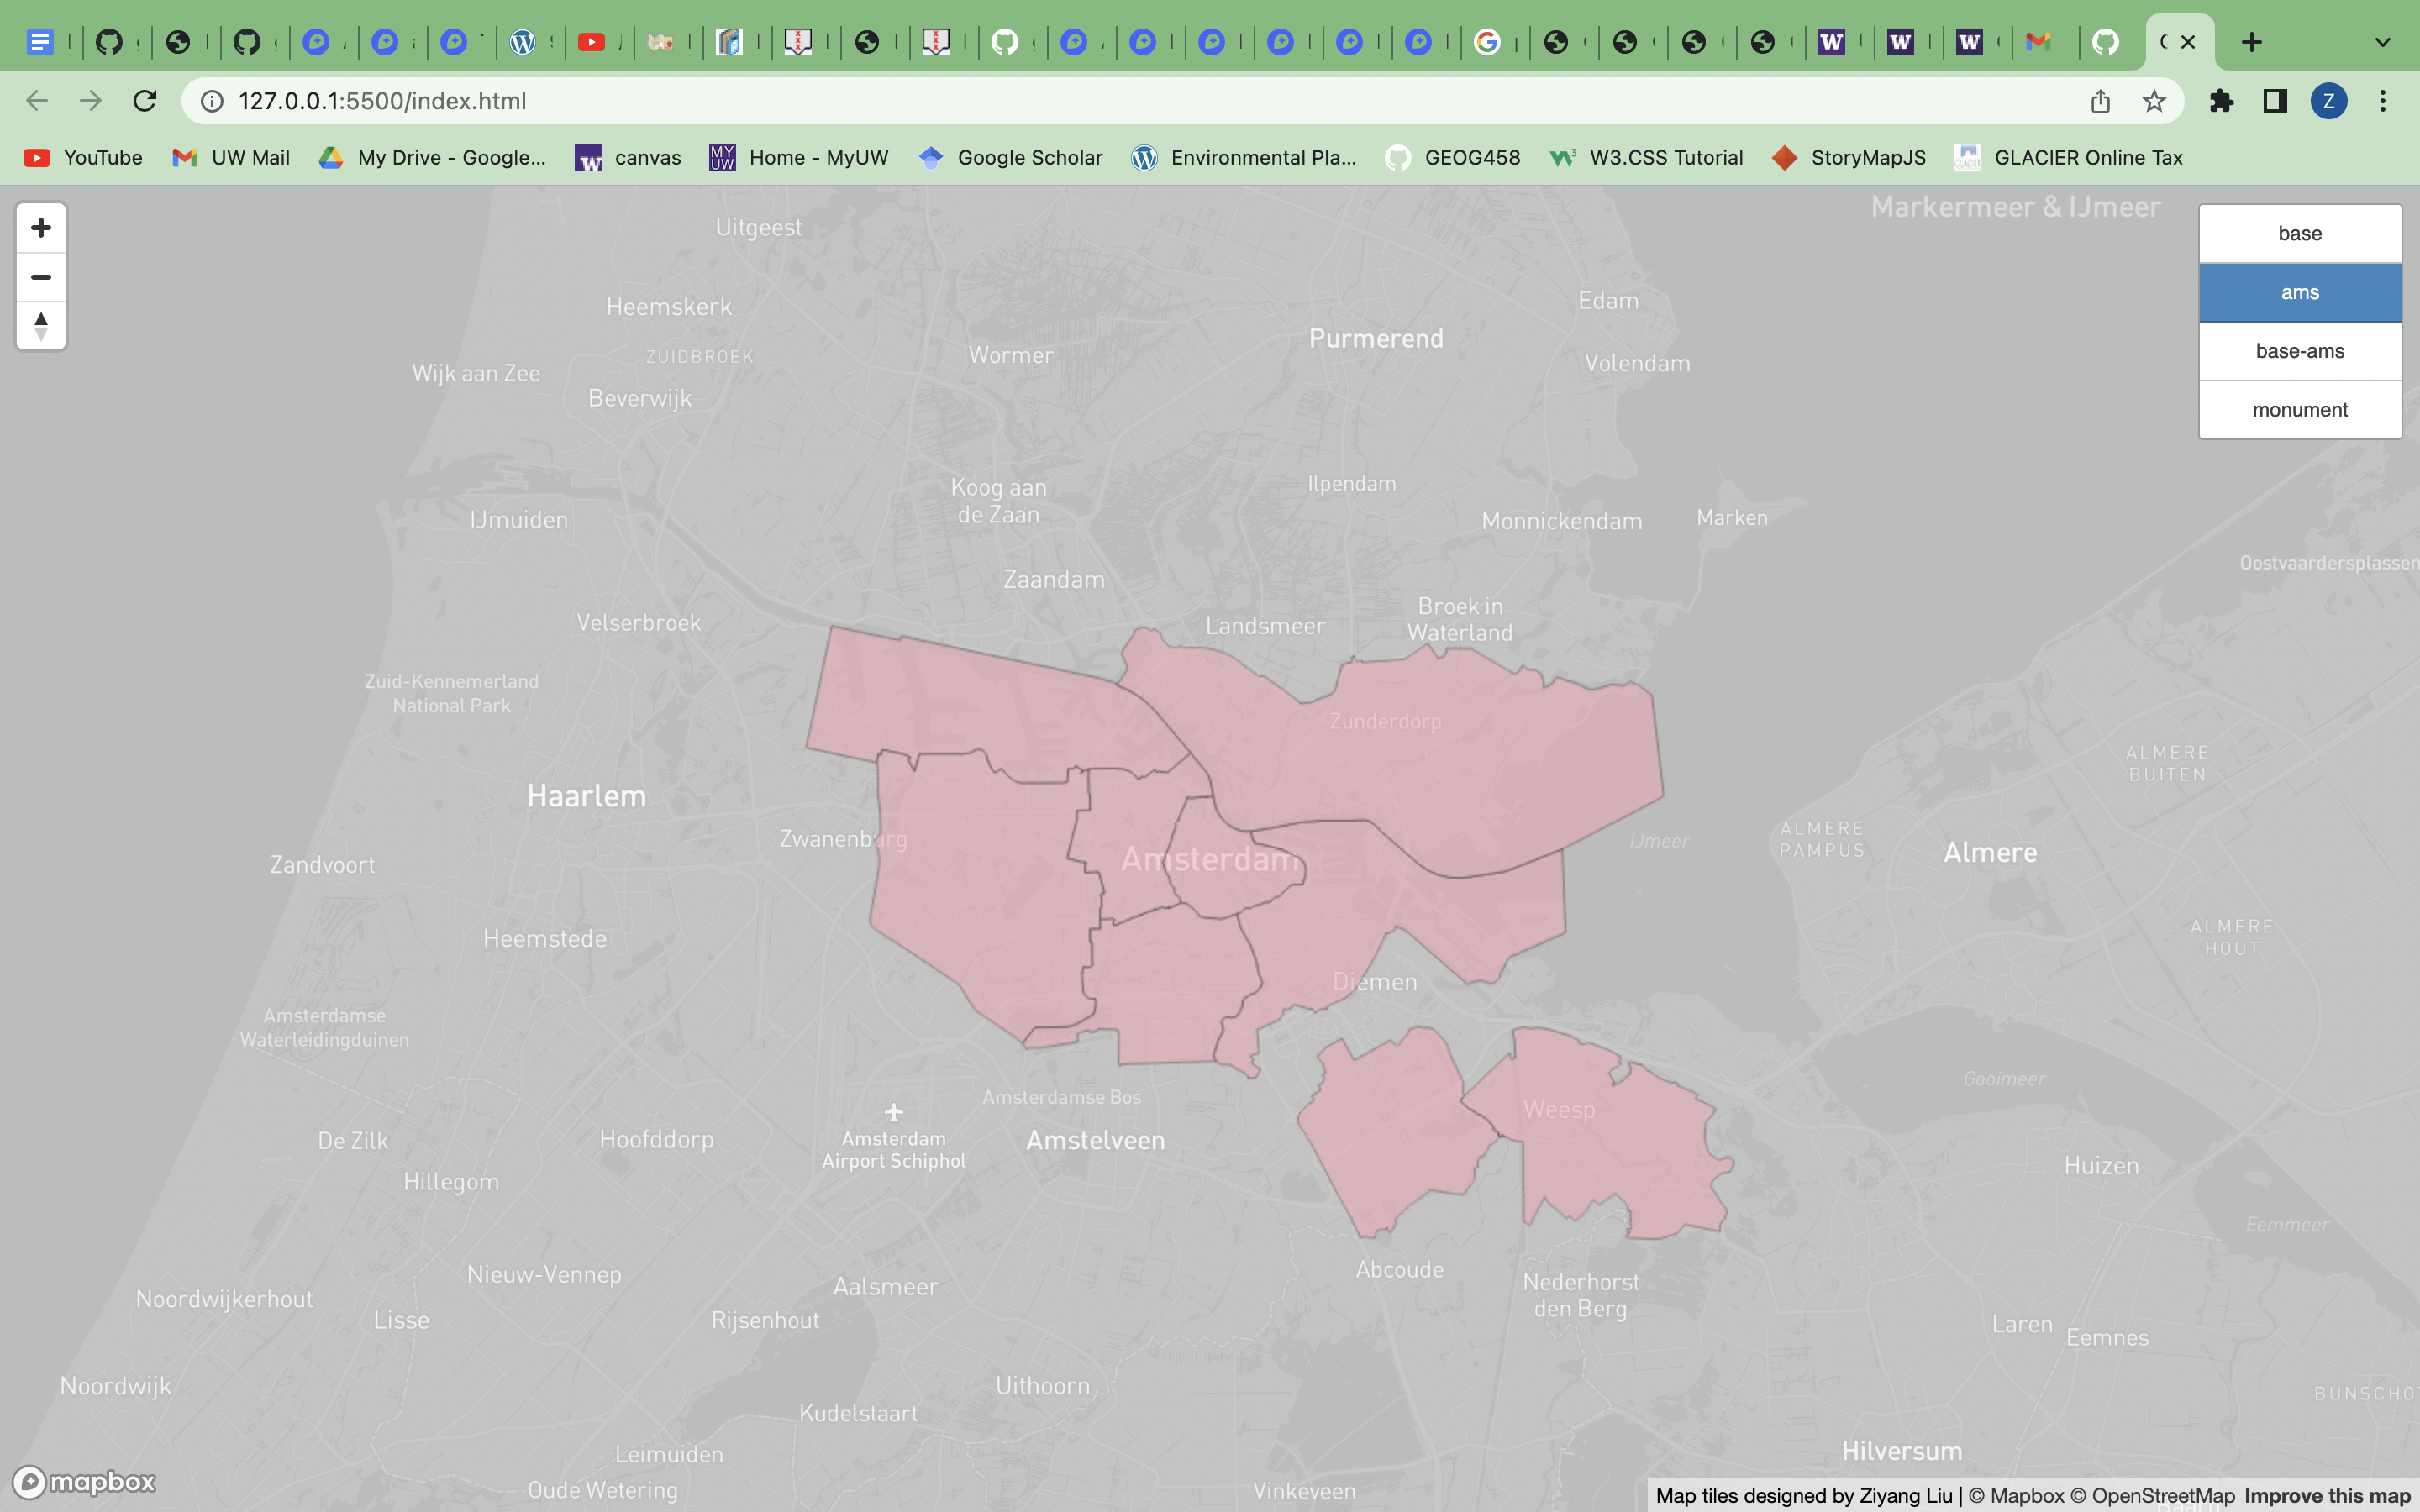 127.0.0.1:5500/index.html
Z
YouTube
UW Mail
My Drive - Google...
canvas
Home - MyUW
Google Scholar
Environmental Pla...
GEOG458
W3.CSS Tutorial
StoryMapJS
GLACIER Online Tax
Markermeer & IJmeer
base
ams
base-ams
monument
Uitgeest
Heemskerk
Edam
Purmerend
ZUIDBROEK
Wormer
Volendam
Wijk aan Zee
Beverwijk
Koog aan
de Zaan
Ilpendam
IJmuiden
Monnickendam
Marken
Oostvaardersplassen
Zaandam
Broek in
Waterland
Velserbroek
Landsmeer
Zuid-Kennemerland
National Park
Zunderdorp
ALMERE
BUITEN
Haarlem
Zwanenburg
ALMERE
PAMPUS
IJmeer
Almere
Zandvoort
Amsterdam
Heemstede
ALMERE
HOUT
Diemen
Amsterdamse
Waterleidingduinen
Gooimeer
Amsterdamse Bos
Weesp
De Zilk
Hoofddorp
Amsterdam
Airport Schiphol
Amstelveen
Huizen
Hillegom
Eemmeer
Nieuw-Vennep
Aalsmeer
Abcoude
Nederhorst
den Berg
Noordwijkerhout
Lisse
Rijsenhout
Laren
Eemnes
Noordwijk
Uithoorn
BUNSCHO
Kudelstaart
Leimuiden
Hilversum
mapbox
Oude Wetering
Vinkeveen
Map tiles designed by Ziyang Liu | © Mapbox © OpenStreetMap Improve this map